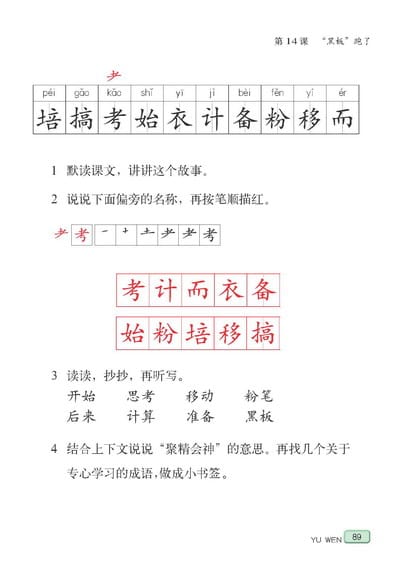 第14课 “黑板”跑了
耂
péi gǎo kǎo shǐ yī jì bèi fěn yí ér
培搞考始衣计备粉移而
1 默读课文，讲讲这个故事。
2 说说下面偏旁的名称，再按笔顺描红。
耂 考 一 十 土 耂 耂 考
考计而衣备
始粉培移搞
3 读读，抄抄，再听写。
开始 思考 移动 粉笔
后来 计算 准备 黑板
4 结合上下文说说“聚精会神”的意思。再找几个关于
专心学习的成语，做成小书签。
YU WEN 89